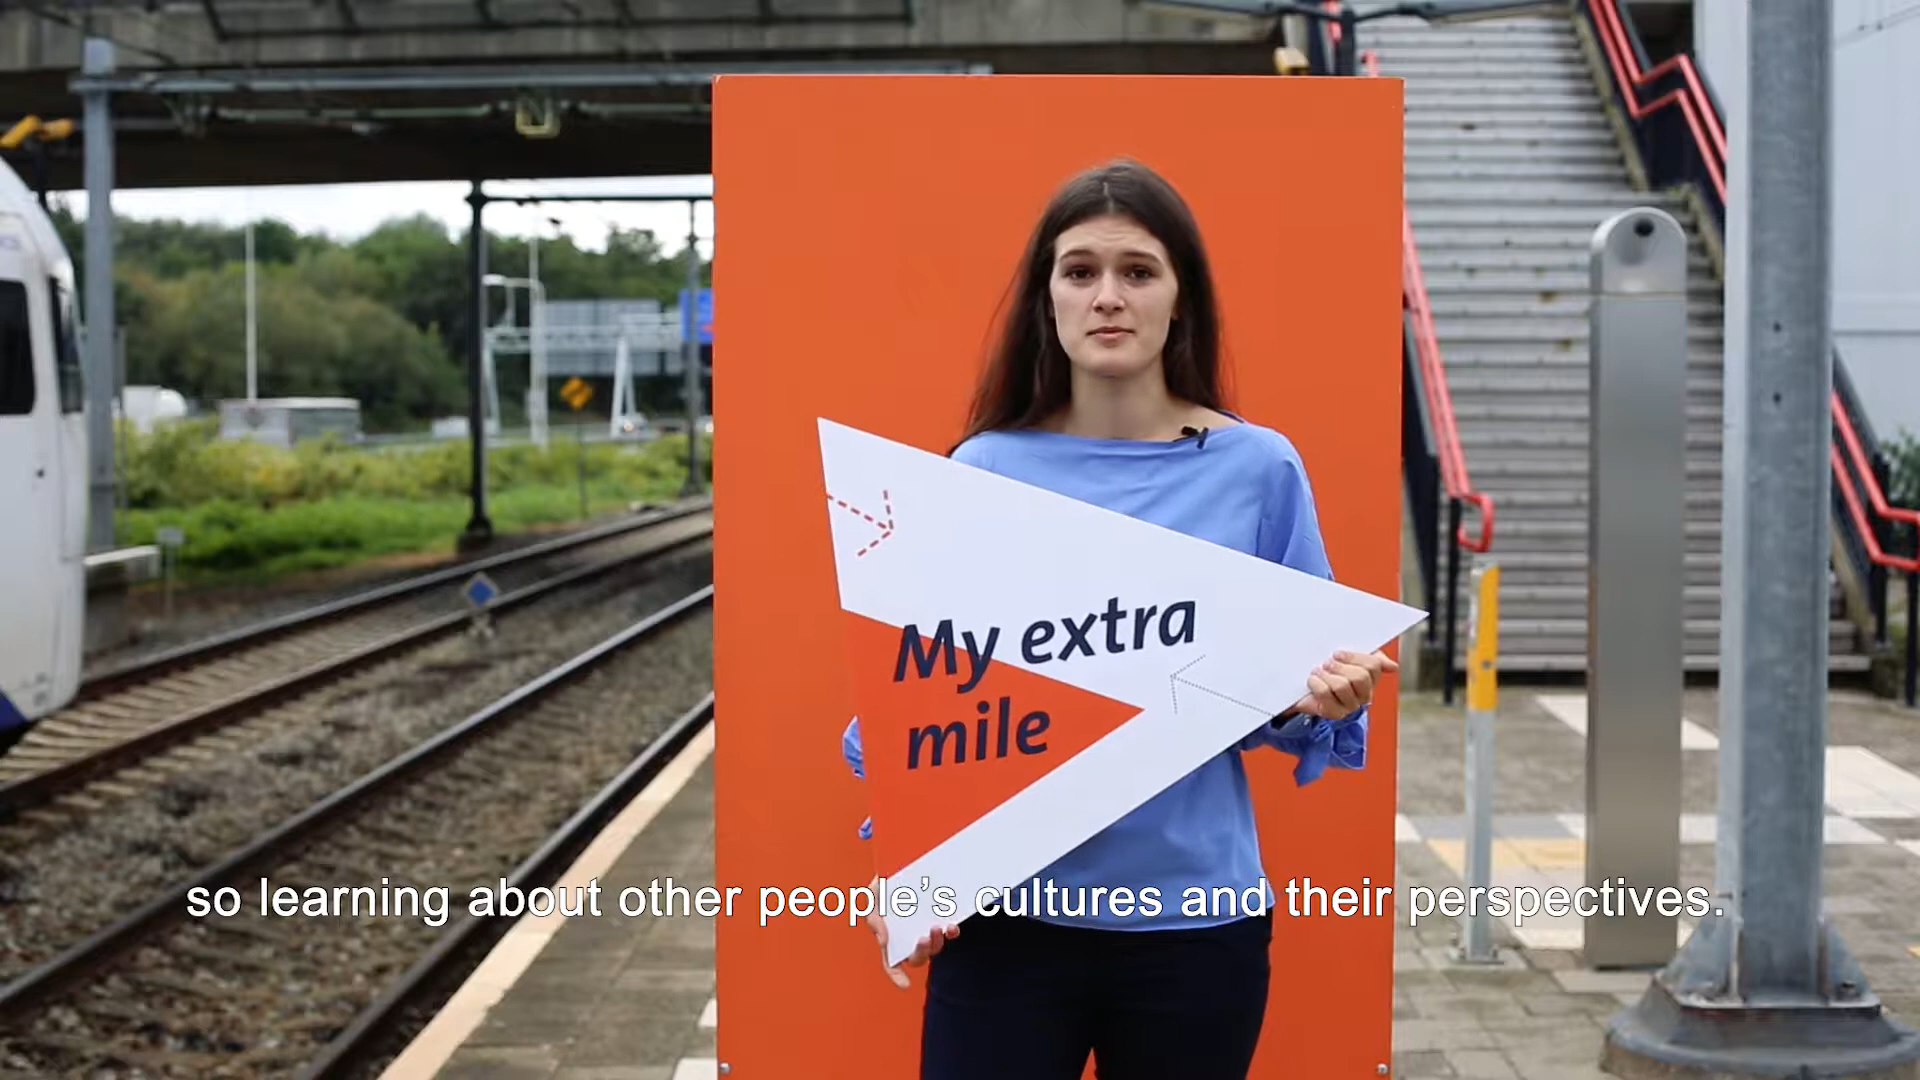 My extra
mile
so learning about other people's cultures and their perspectives.